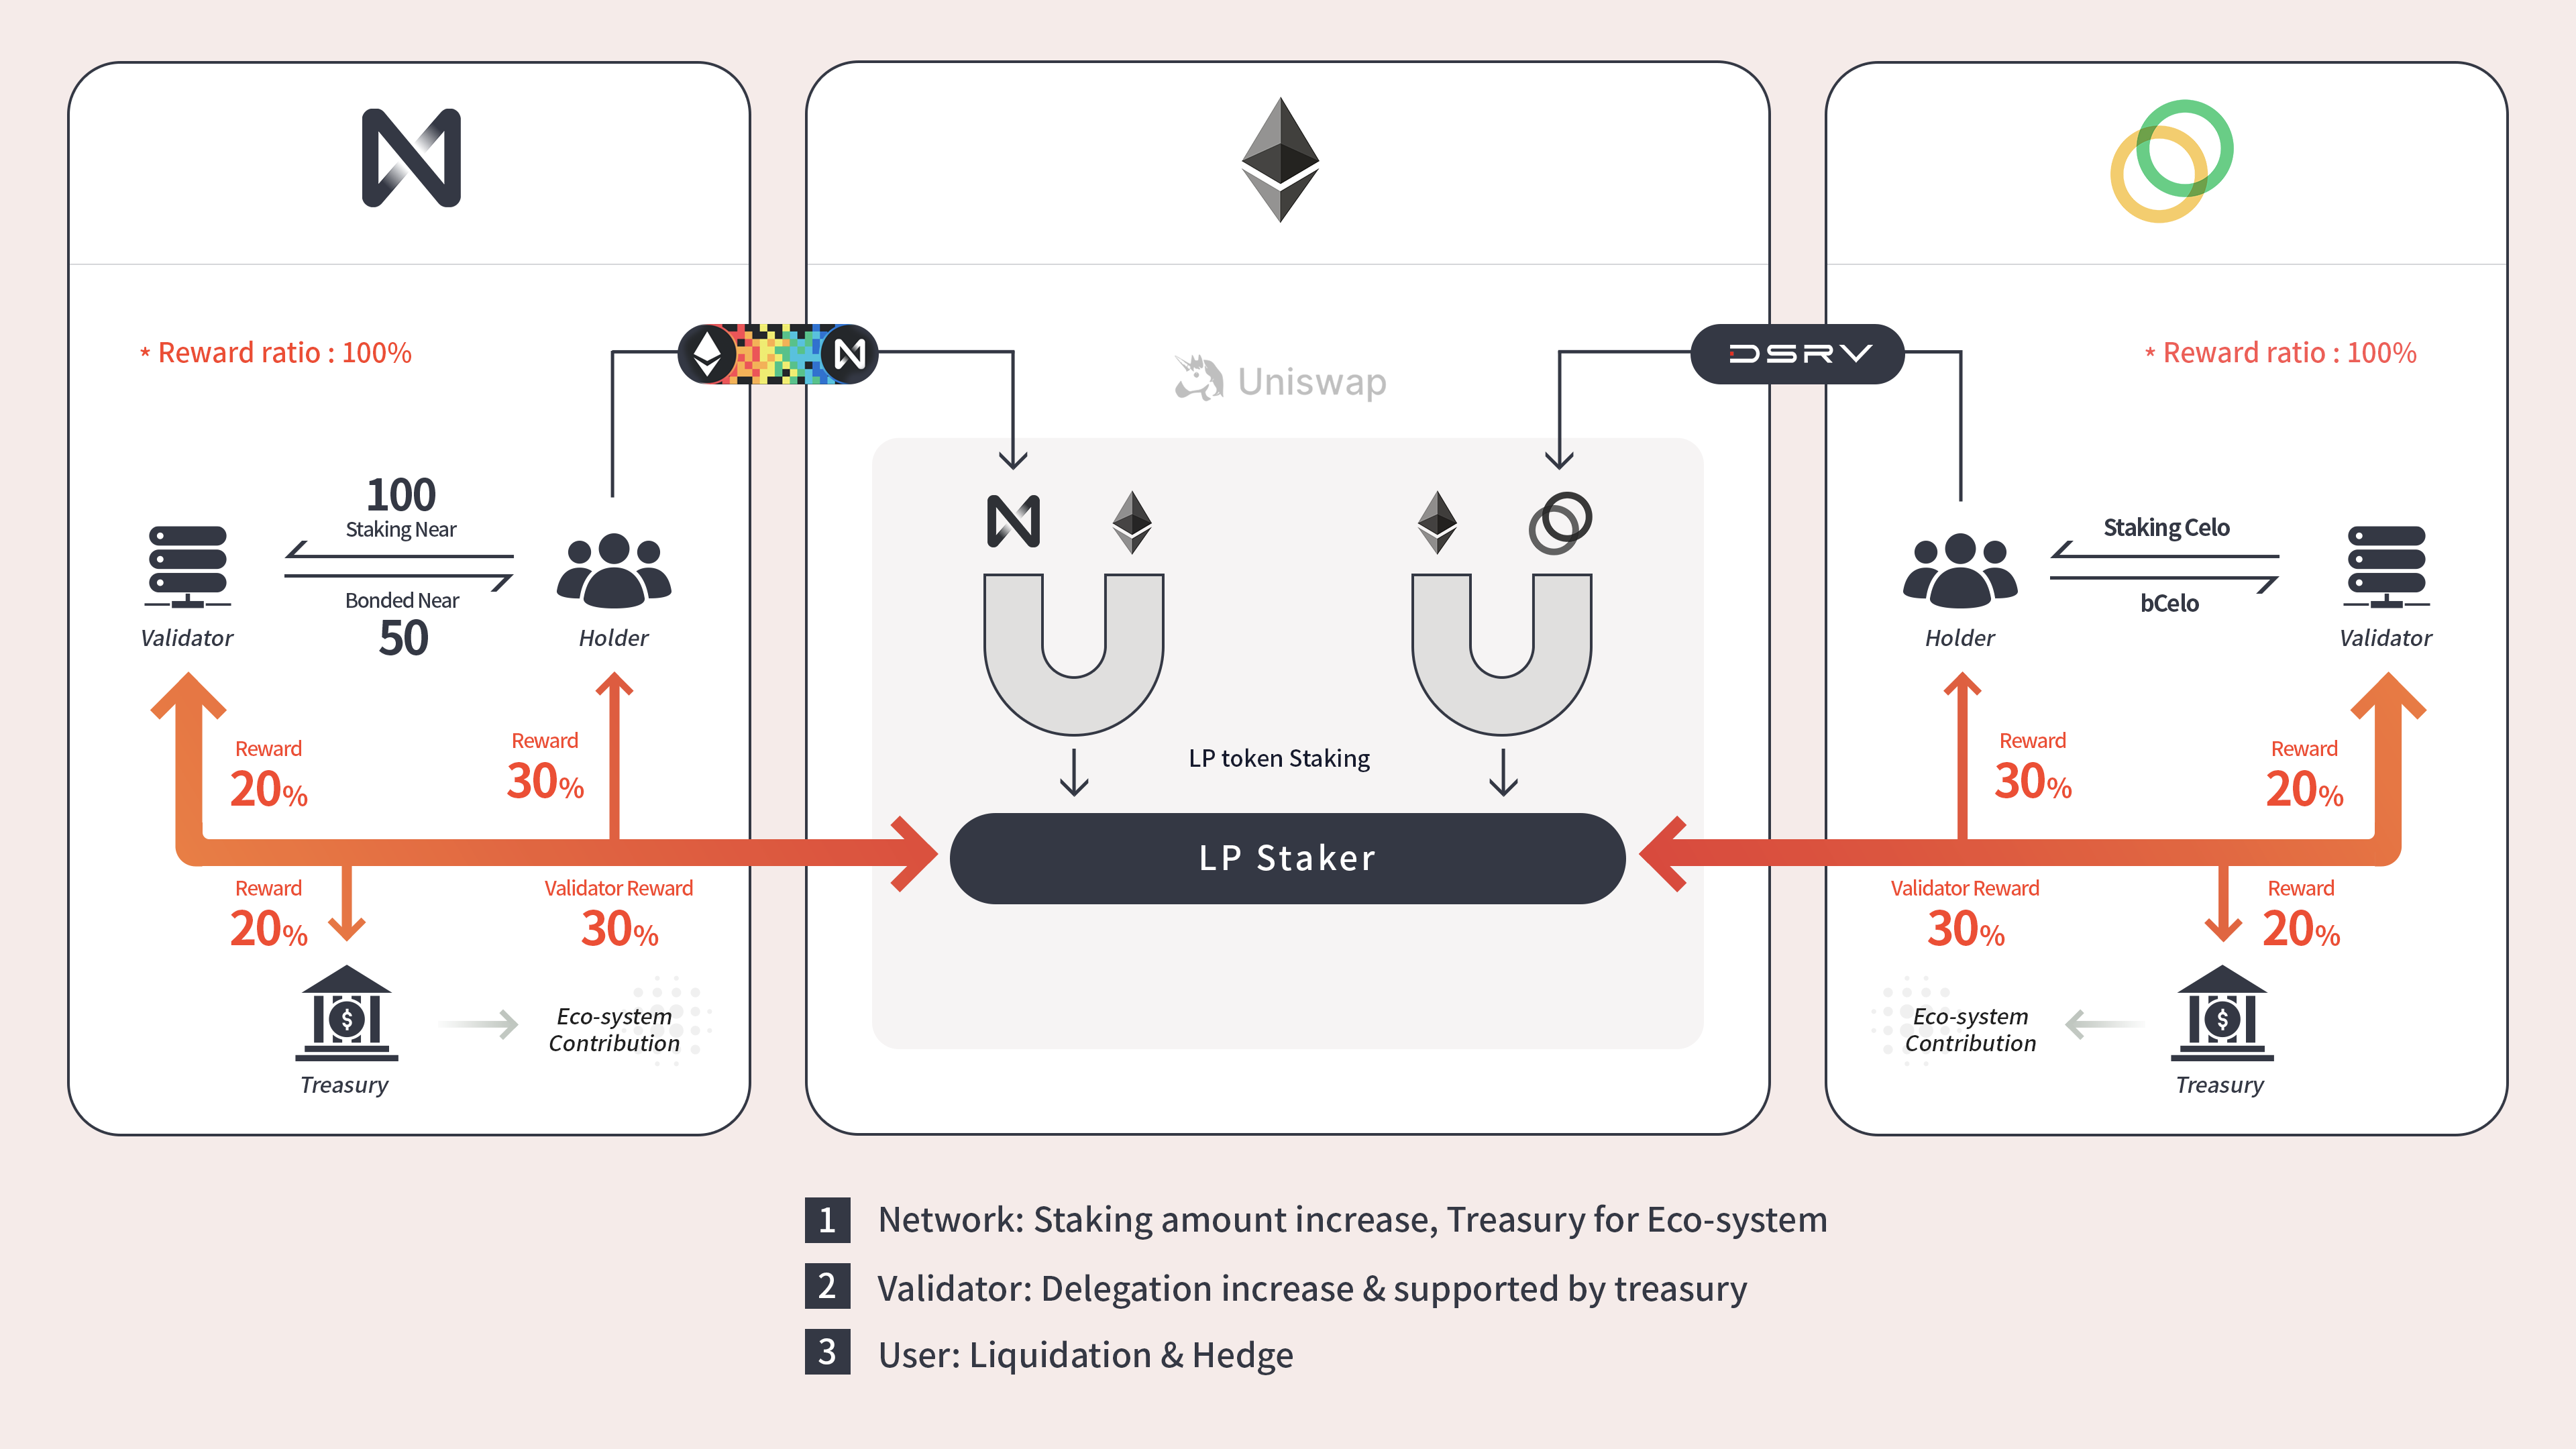 * Reward ratio : 100%
100
Staking Near
Bonded Near
50
Validator
Holder
Reward
20%
Reward
30%
Reward
20%
Validator Reward
30%
Treasury
Eco-system
Contribution
Uniswap
LP token Staking
LP Staker
DSRV
* Reward ratio : 100%
Staking Celo
bCelo
Holder
Validator
Reward
30%
Reward
20%
Validator Reward
30%
Reward
20%
Eco-system
Contribution
Treasury
1 Network: Staking amount increase, Treasury for Eco-system
2 Validator: Delegation increase & supported by treasury
3 User: Liquidation & Hedge